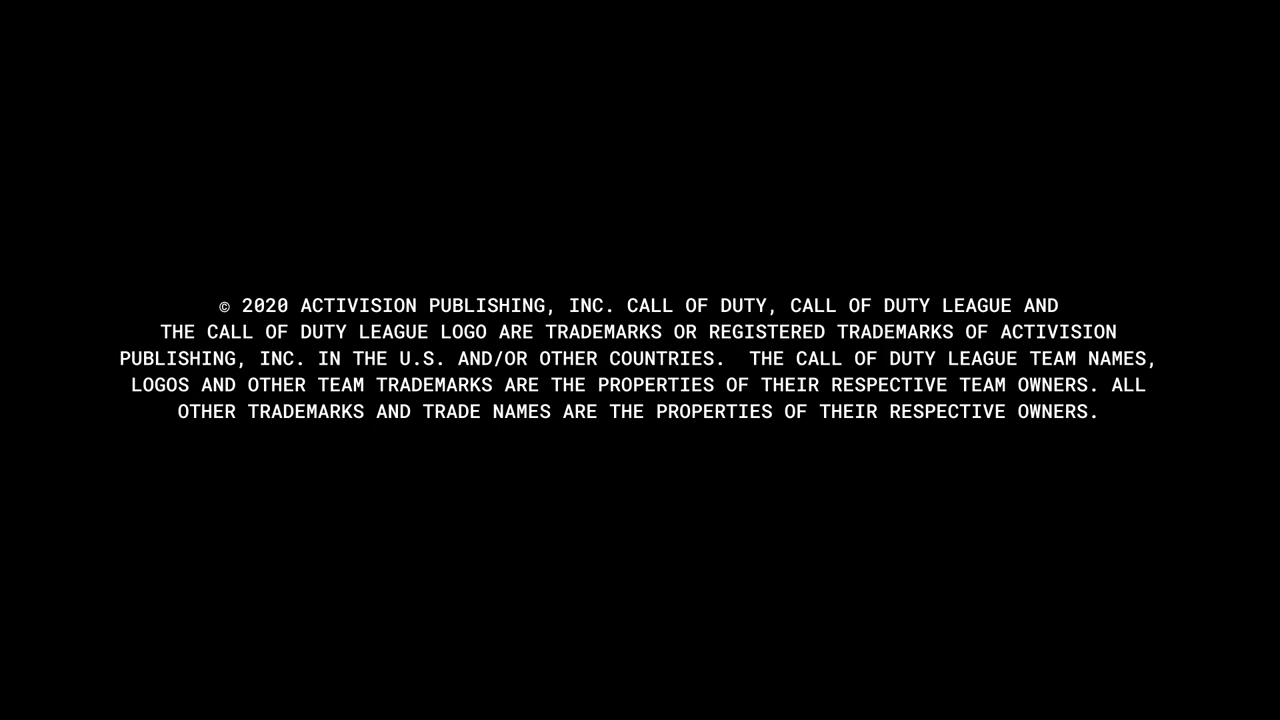 © 2020 ACTIVISION PUBLISHING, INC. CALL OF DUTY, CALL OF DUTY LEAGUE AND
THE CALL OF DUTY LEAGUE LOGO ARE TRADEMARKS OR REGISTERED TRADEMARKS OF ACTIVISION
PUBLISHING, INC. IN THE U.S. AND/OR OTHER COUNTRIES.  THE CALL OF DUTY LEAGUE TEAM NAMES,
LOGOS AND OTHER TEAM TRADEMARKS ARE THE PROPERTIES OF THEIR RESPECTIVE TEAM OWNERS. ALL
OTHER TRADEMARKS AND TRADE NAMES ARE THE PROPERTIES OF THEIR RESPECTIVE OWNERS.